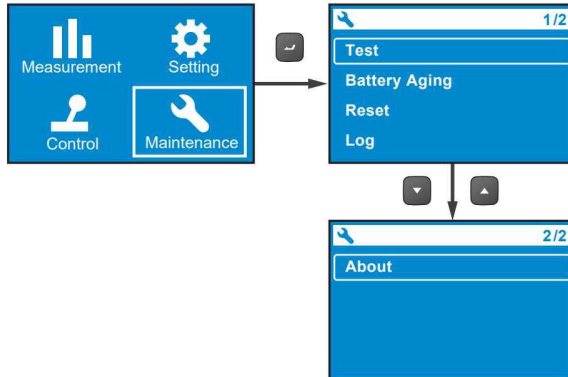 Measurement
Setting
Control
Maintenance
1/2
Test
Battery Aging
Reset
Log
2/2
About